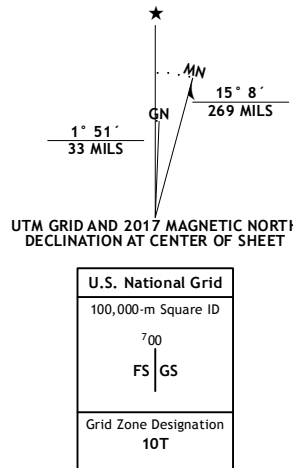 ★
MN
GN
1° 51´
33 MILS
15° 8´
269 MILS
UTM GRID AND 2017 MAGNETIC NORTH
DECLINATION AT CENTER OF SHEET
U.S. National Grid
100,000-m Square ID
⁷00
FS GS
Grid Zone Designation
10T